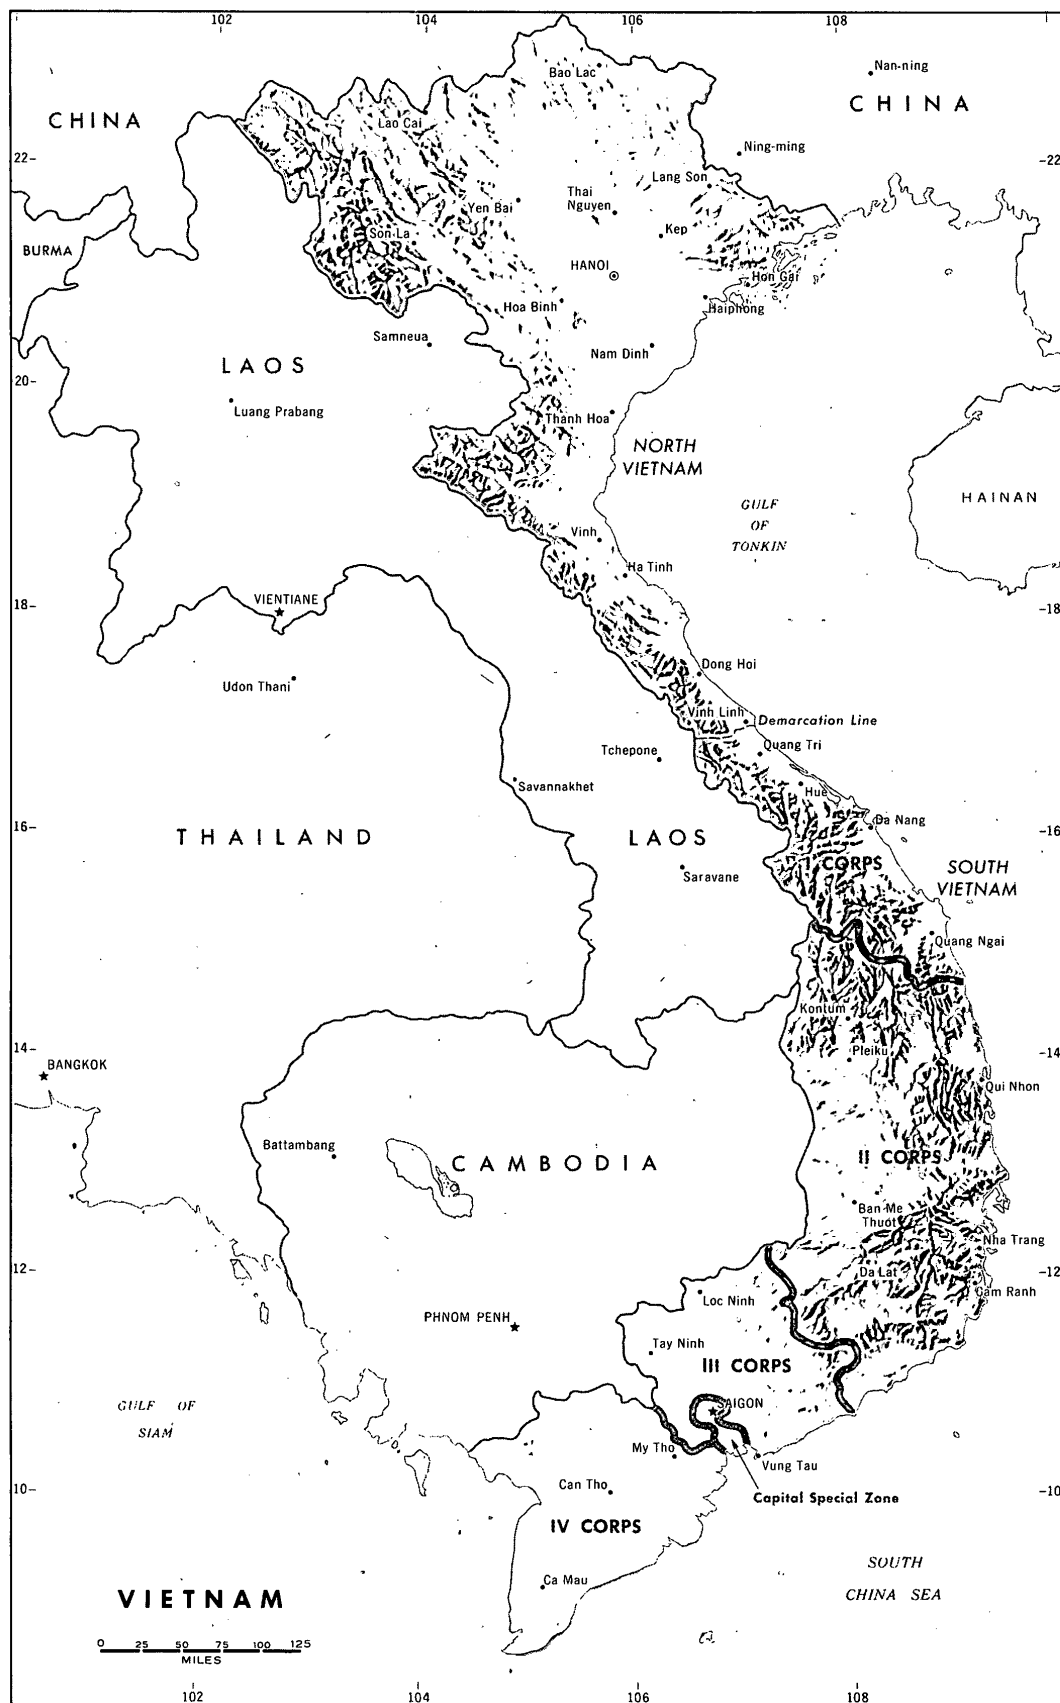 102
104
106
108
Nan-ning
Bao Lac
CHINA
CHINA
Lao Cai
22-
-22
Ning-ming
Lang Son
Thai
Nguyen
Yen Bai
Son La
Kep
BURMA
HANOI
Hon Gai
Hoa Binh
Haiphong
Samneua
Nam Dinh
LAOS
20-
Luang Prabang
Thanh Hoa
NORTH
VIETNAM
HAINAN
GULF
OF
TONKIN
Vinh
Ha Tinh
VIENTIANE
18-
-18
Dong Hoi
Udon Thani
Vinh Linh
Demarcation Line
Quang Tri
Tchepone
Savannakhet
Hue
Da Nang
16-
-16
THAILAND
LAOS
I CORPS
SOUTH
VIETNAM
Saravane
Quang Ngai
Kontum
Pleiku
14-
-14
BANGKOK
Qui Nhon
Battambang
CAMBODIA
II CORPS
Ban Me
Thuot
Nha Trang
12-
-12
Da Lat
Cam Ranh
Loc Ninh
PHNOM PENH
Tay Ninh
III CORPS
GULF OF
SIAM
SAIGON
My Tho
Vung Tau
Can Tho
10-
-10
Capital Special Zone
IV CORPS
SOUTH
CHINA SEA
Ca Mau
VIETNAM
0 25 50 75 100 125
MILES
102
104
106
108